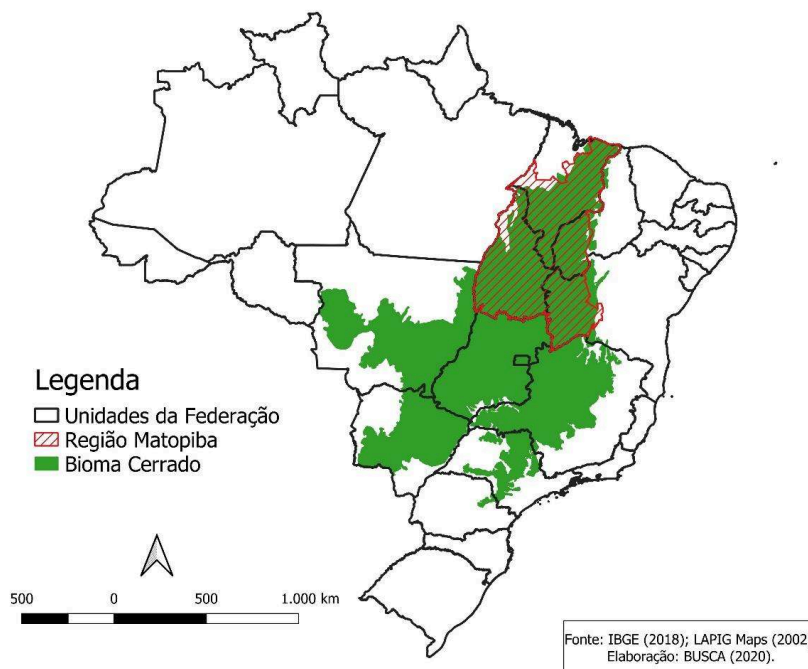 Legenda
Unidades da Federação
Região Matopiba
Bioma Cerrado
500 0 500 1.000 km
Fonte: IBGE (2018); LAPIG Maps (2002
Elaboração: BUSCA (2020).